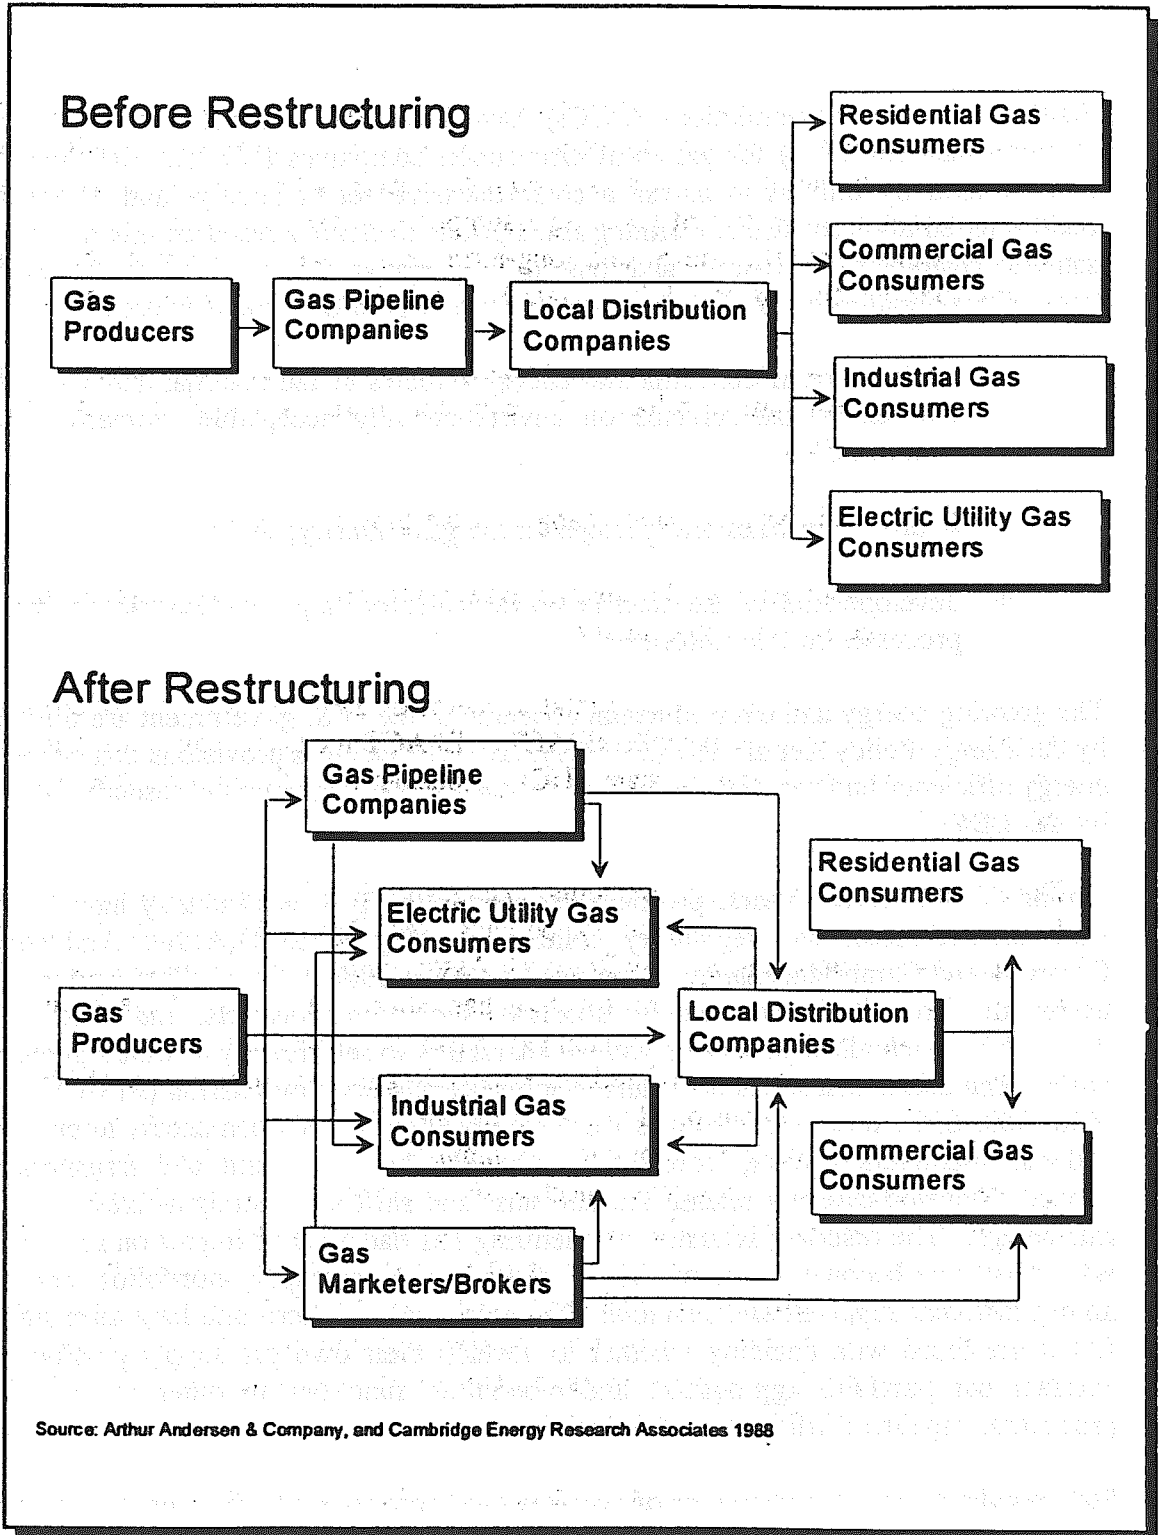 Before Restructuring
Gas
Producers
Gas Pipeline
Companies
Local Distribution
Companies
Residential Gas
Consumers
Commercial Gas
Consumers
Industrial Gas
Consumers
Electric Utility Gas
Consumers
After Restructuring
Gas Pipeline
Companies
Electric Utility Gas
Consumers
Gas
Producers
Industrial Gas
Consumers
Gas
Marketers/Brokers
Local Distribution
Companies
Residential Gas
Consumers
Commercial Gas
Consumers
Source: Arthur Andersen & Company, and Cambridge Energy Research Associates 1988